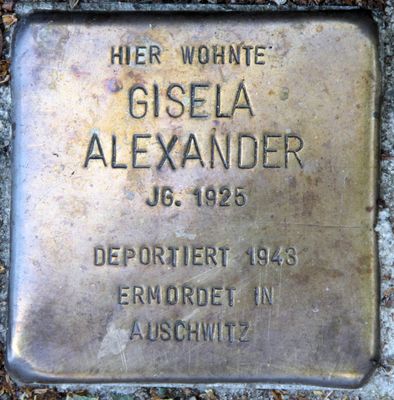 HIER WOHNTE
GISELA
ALEXANDER
JG. 1925
DEPORTIERT 1943
ERMORDET IN
AUSCHWITZ